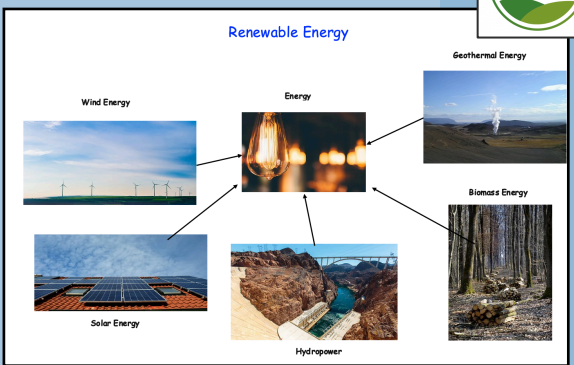 Renewable Energy
Geothermal Energy
Wind Energy
Energy
Biomass Energy
Solar Energy
Hydropower